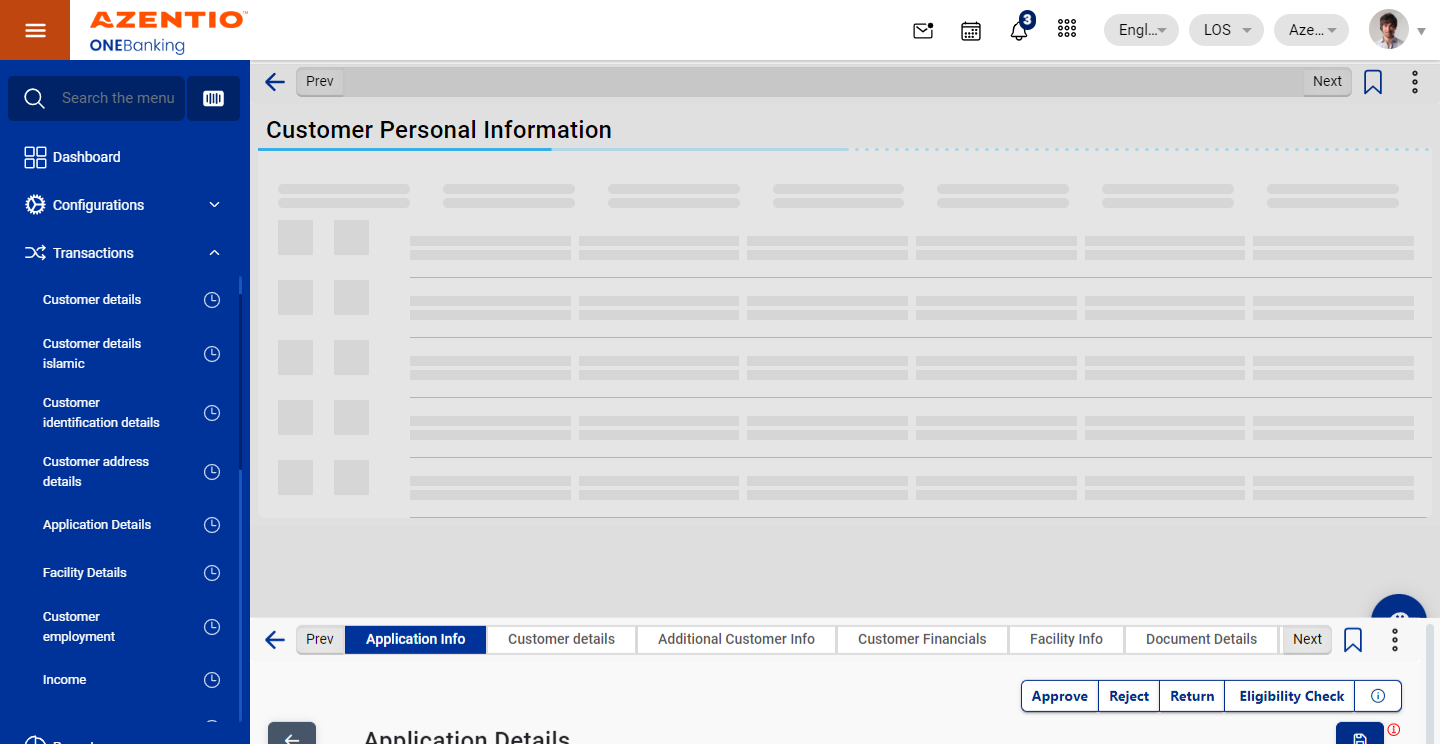 AZENTIO™
ONEBanking
3
Engl...
LOS
Aze...
Search the menu
Dashboard
Configurations
Transactions
Customer details
Customer details
islamic
Customer
identification details
Customer address
details
Application Details
Facility Details
Customer
employment
Income
Prev
Next
Customer Personal Information
Prev
Application Info
Customer details
Additional Customer Info
Customer Financials
Facility Info
Document Details
Next
Approve
Reject
Return
Eligibility Check
Application Details